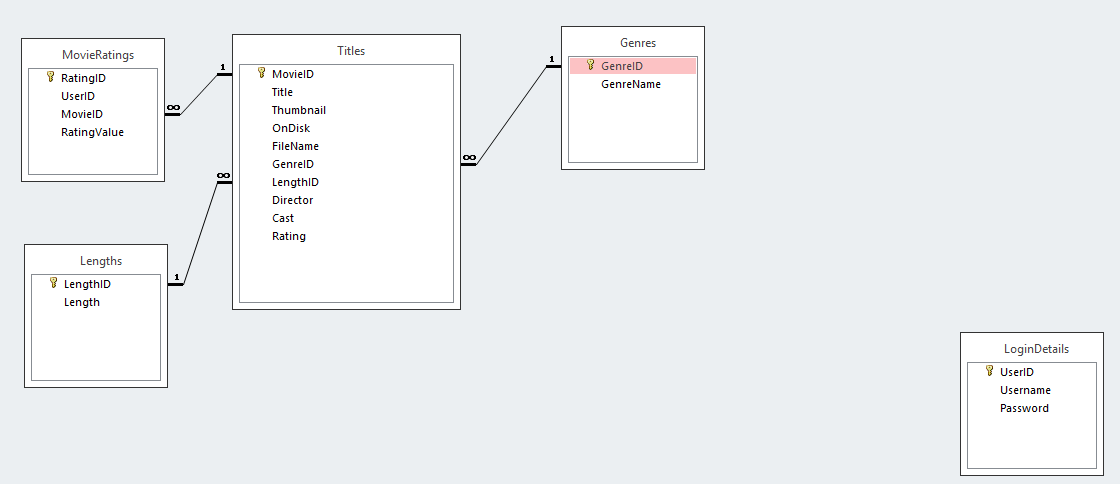 MovieRatings
RatingID
UserID
MovieID
RatingValue
1
∞
Titles
MovieID
Title
Thumbnail
OnDisk
FileName
GenreID
LengthID
Director
Cast
Rating
1
∞
Genres
GenreID
GenreName
∞
1
Lengths
LengthID
Length
LoginDetails
UserID
Username
Password